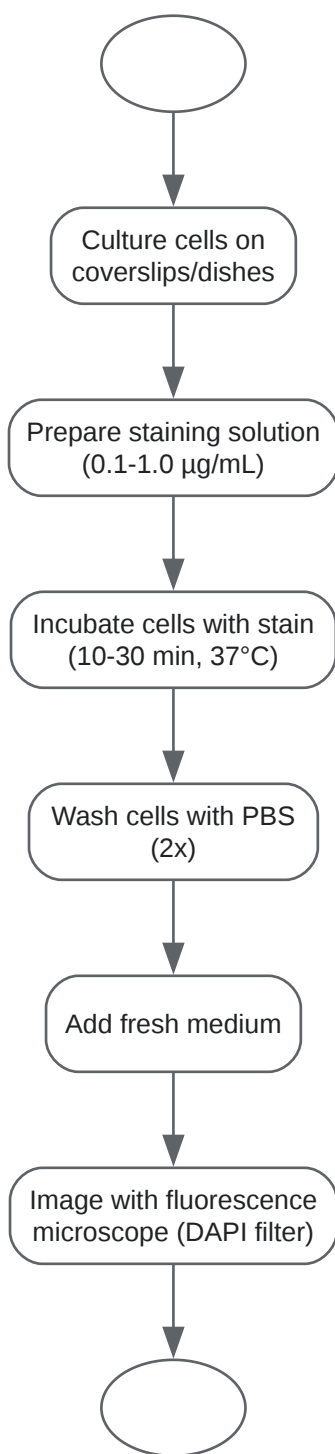 Culture cells on
coverslips/dishes
Prepare staining solution
(0.1-1.0 µg/mL)
Incubate cells with stain
(10-30 min, 37°C)
Wash cells with PBS
(2x)
Add fresh medium
Image with fluorescence
microscope (DAPI filter)